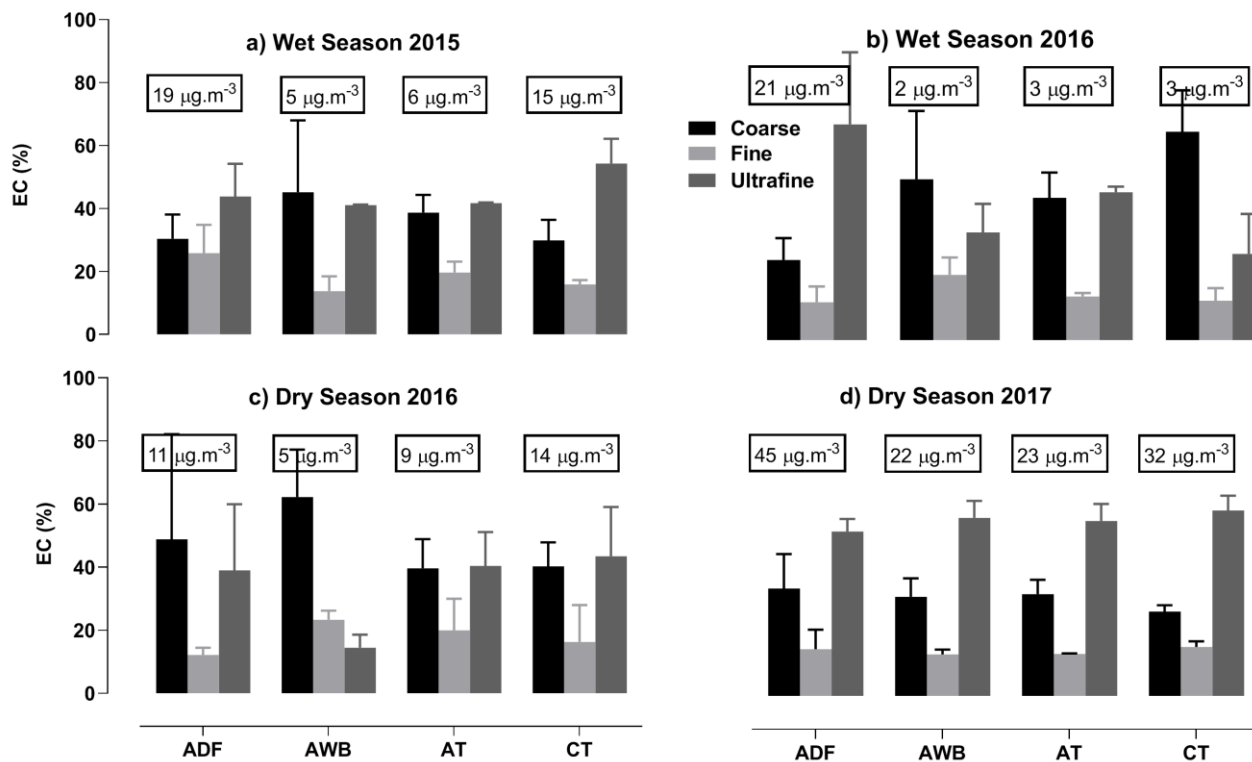 a) Wet Season 2015
b) Wet Season 2016
19 μg.m-3
5 μg.m-3
6 μg.m-3
15 μg.m-3
21 μg.m-3
2 μg.m-3
3 μg.m-3
3 μg.m-3
Coarse
Fine
Ultrafine
EC (%)
100
80
60
40
20
0
c) Dry Season 2016
d) Dry Season 2017
11 μg.m-3
5 μg.m-3
9 μg.m-3
14 μg.m-3
45 μg.m-3
22 μg.m-3
23 μg.m-3
32 μg.m-3
EC (%)
100
80
60
40
20
0
ADF
AWB
AT
CT
ADF
AWB
AT
CT